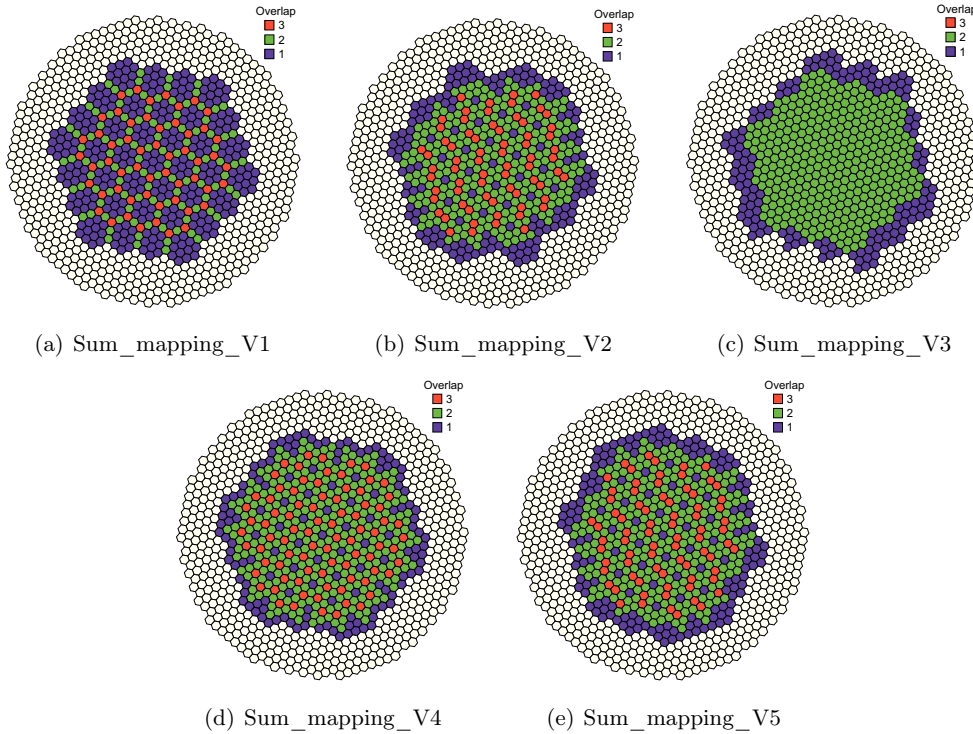 Overlap
3
2
1
Overlap
3
2
1
Overlap
3
2
1
(a) Sum_mapping_V1
(b) Sum_mapping_V2
(c) Sum_mapping_V3
Overlap
3
2
1
Overlap
3
2
1
(d) Sum_mapping_V4
(e) Sum_mapping_V5